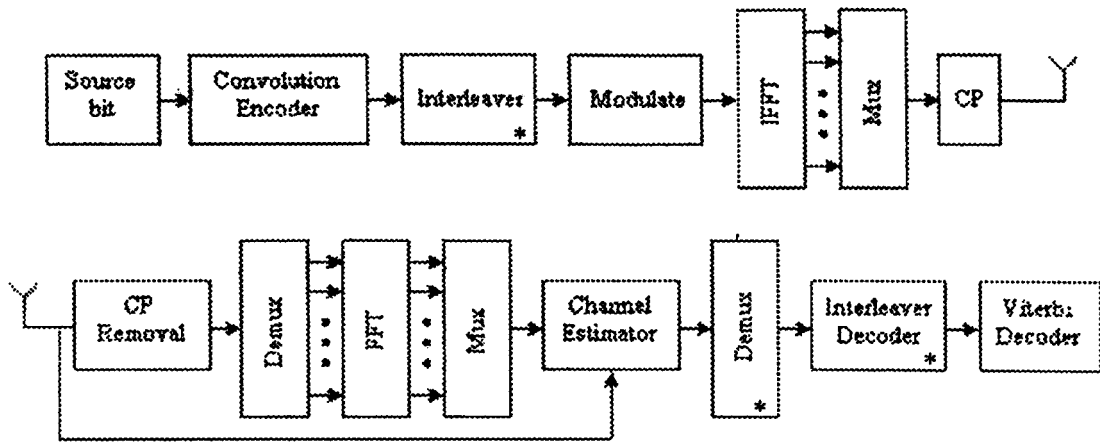 Source
bit
Convolution
Encoder
Interleaver
*
Modulate
IFFT
Mux
CP
CP
Removal
Demux
FFT
Mux
Channel
Estimator
Demux
*
Interleaver
Decoder
*
Viterbi
Decoder